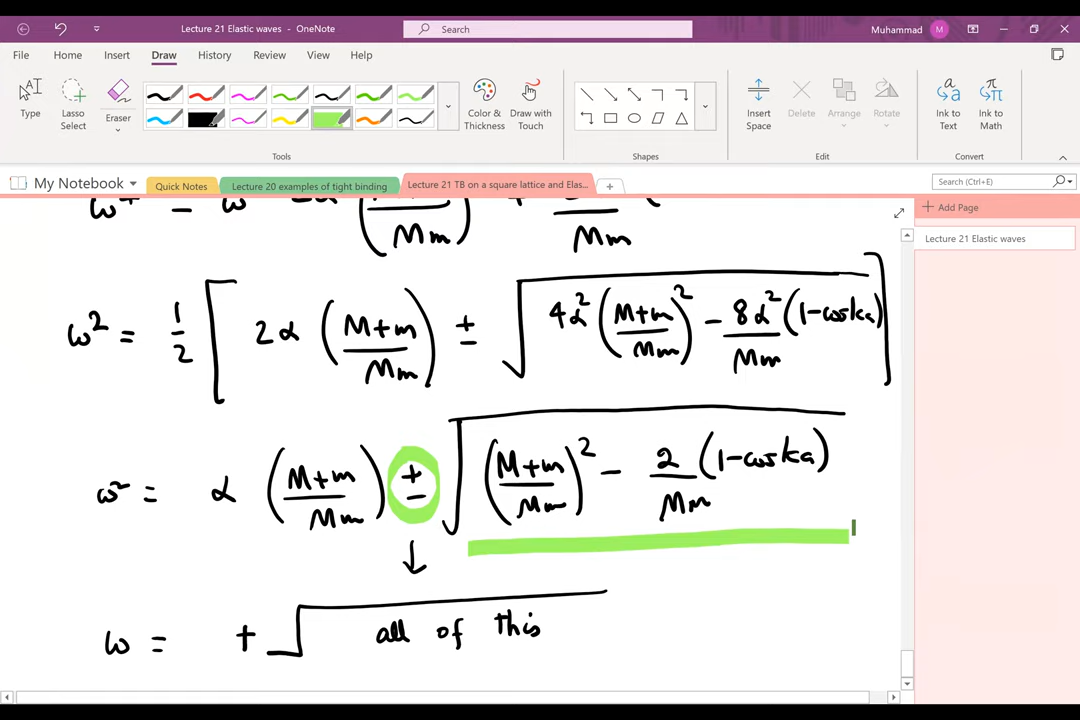 Lecture 21 Elastic waves - OneNote
Search
Muhammad M
File Home Insert Draw History Review View Help
Type
Lasso Select
Eraser
Color & Thickness
Draw with Touch
Insert Space
Delete
Arrange
Rotate
Ink to Text
Ink to Math
Tools Shapes Edit Convert
My Notebook
Quick Notes
Lecture 20 examples of tight binding
Lecture 21 TB on a square lattice and Elas...
+
Search (Ctrl+E)
Add Page
Lecture 21 Elastic waves
Mm Mm
ω² = 1/2 [ 2α (M+m / Mm) ± √ 4α² (M+m / Mm)² − 8α² / Mm (1−coska) ]
ω² = α (M+m / Mm) ± √ (M+m / Mm)² − 2 / Mm (1−coska)
↓
ω = + √ all of this